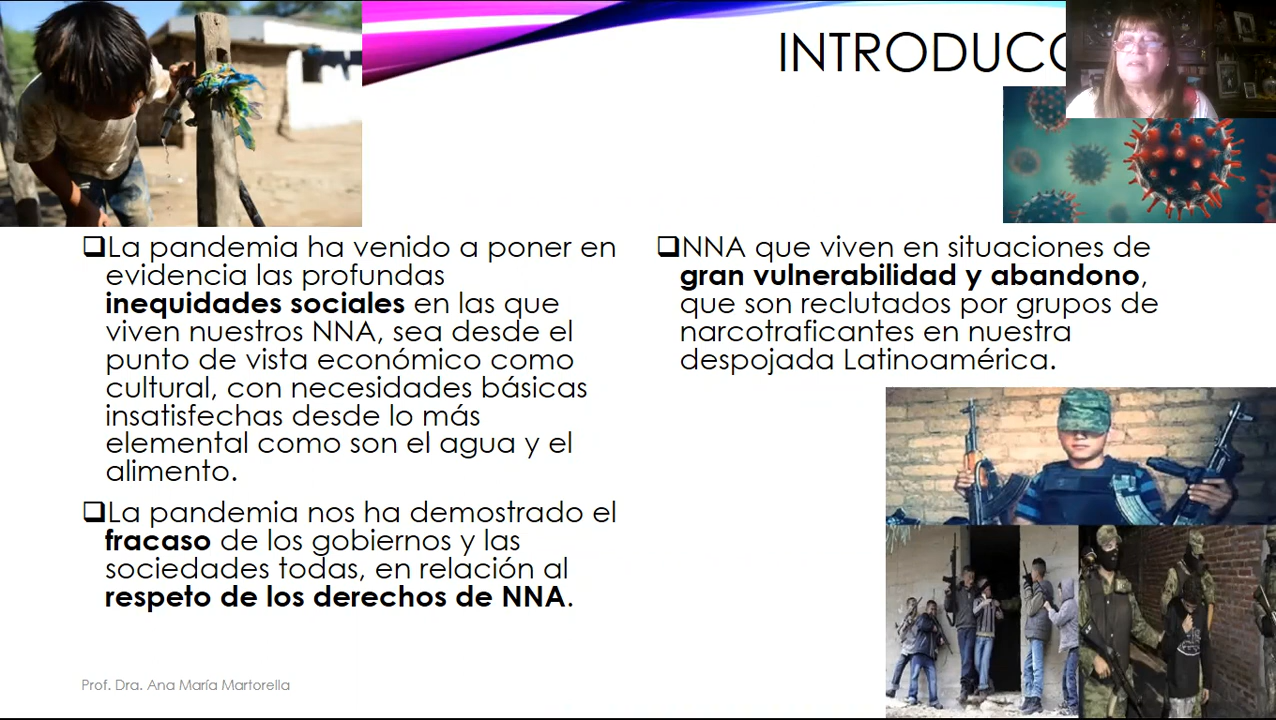 INTRODUCC
❑La pandemia ha venido a poner en
evidencia las profundas
inequidades sociales en las que
viven nuestros NNA, sea desde el
punto de vista económico como
cultural, con necesidades básicas
insatisfechas desde lo más
elemental como son el agua y el
alimento.
❑La pandemia nos ha demostrado el
fracaso de los gobiernos y las
sociedades todas, en relación al
respeto de los derechos de NNA.
❑NNA que viven en situaciones de
gran vulnerabilidad y abandono,
que son reclutados por grupos de
narcotraficantes en nuestra
despojada Latinoamérica.
Prof. Dra. Ana María Martorella